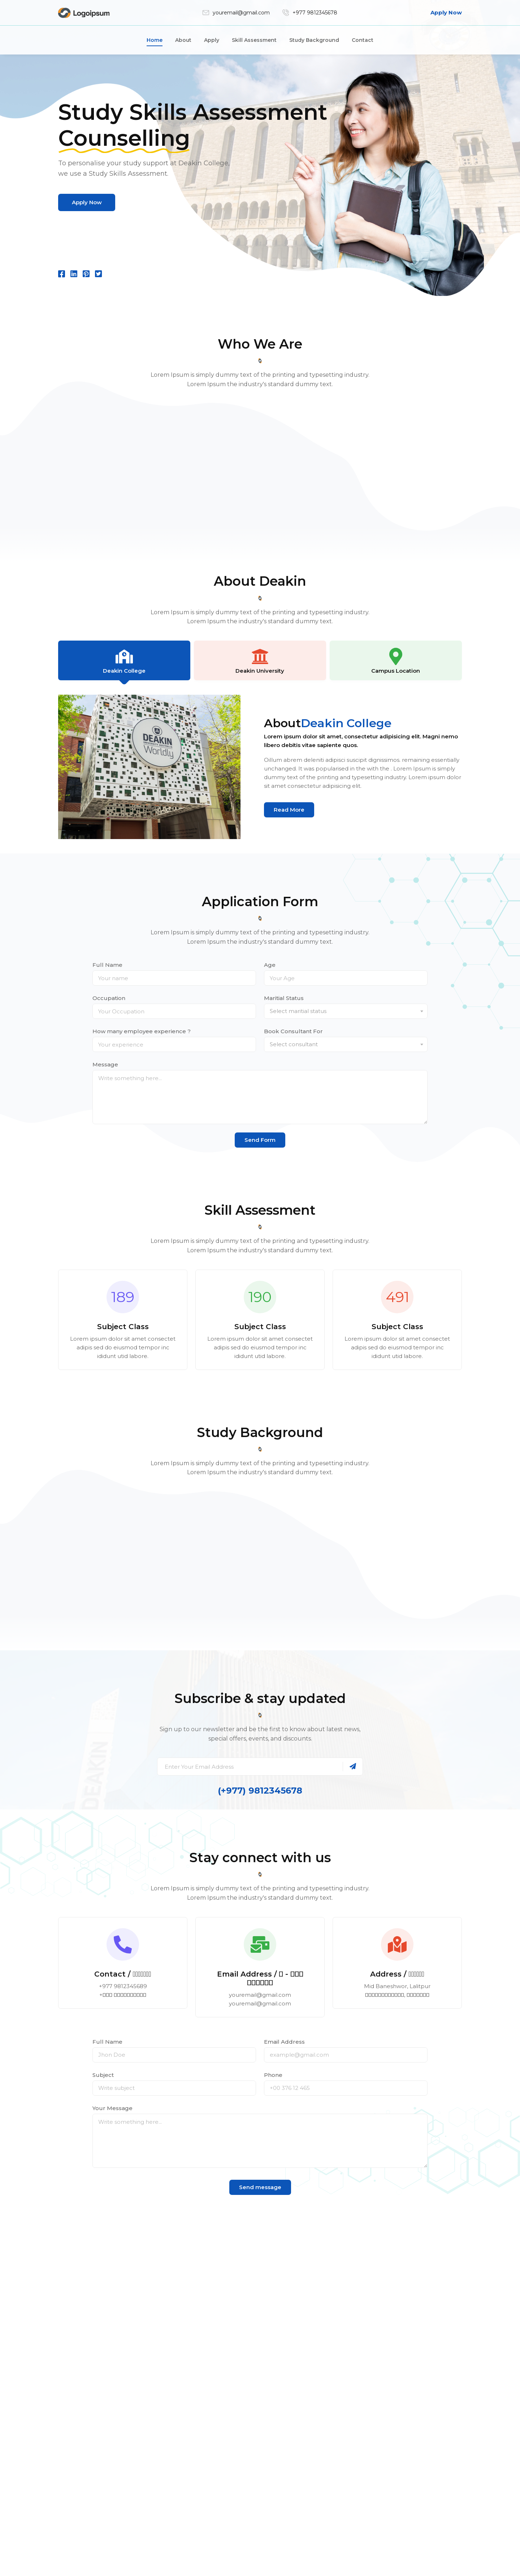 Logoipsum
youremail@gmail.com
+977 9812345678
Apply Now
Home
About
Apply
Skill Assessment
Study Background
Contact
Study Skills Assessment
Counselling
To personalise your study support at Deakin College,
we use a Study Skills Assessment.
Apply Now
Who We Are
Lorem Ipsum is simply dummy text of the printing and typesetting industry.
Lorem Ipsum the industry's standard dummy text.
About Deakin
Lorem Ipsum is simply dummy text of the printing and typesetting industry.
Lorem Ipsum the industry's standard dummy text.
Deakin College
Deakin University
Campus Location
DEAKIN
Worldly
AboutDeakin College
Lorem ipsum dolor sit amet, consectetur adipisicing elit. Magni nemo
libero debitis vitae sapiente quos.
Oillum abrem deleniti adipisci suscipit dignissimos. remaining essentially
unchanged. It was popularised in the with the . Lorem Ipsum is simply
dummy text of the printing and typesetting industry. Lorem ipsum dolor
sit amet consectetur adipisicing elit.
Read More
Application Form
Lorem Ipsum is simply dummy text of the printing and typesetting industry.
Lorem Ipsum the industry's standard dummy text.
Full Name
Age
Your name
Your Age
Occupation
Maritial Status
Your Occupation
Select maritial status
How many employee experience ?
Book Consultant For
Your experience
Select consultant
Message
Write something here...
Send Form
Skill Assessment
Lorem Ipsum is simply dummy text of the printing and typesetting industry.
Lorem Ipsum the industry's standard dummy text.
189
190
491
Subject Class
Subject Class
Subject Class
Lorem ipsum dolor sit amet consectet
adipis sed do eiusmod tempor inc
ididunt utid labore.
Lorem ipsum dolor sit amet consectet
adipis sed do eiusmod tempor inc
ididunt utid labore.
Lorem ipsum dolor sit amet consectet
adipis sed do eiusmod tempor inc
ididunt utid labore.
Study Background
Lorem Ipsum is simply dummy text of the printing and typesetting industry.
Lorem Ipsum the industry's standard dummy text.
DEAKIN
Subscribe & stay updated
Sign up to our newsletter and be the first to know about latest news,
special offers, events, and discounts.
Enter Your Email Address
(+977) 9812345678
Stay connect with us
Lorem Ipsum is simply dummy text of the printing and typesetting industry.
Lorem Ipsum the industry's standard dummy text.
Contact /
Email Address /
Address /
+977 9812345689
youremail@gmail.com
youremail@gmail.com
Mid Baneshwor, Lalitpur
Full Name
Email Address
Jhon Doe
example@gmail.com
Subject
Phone
Write subject
+99 376 12 465
Your Message
Write something here...
Send message